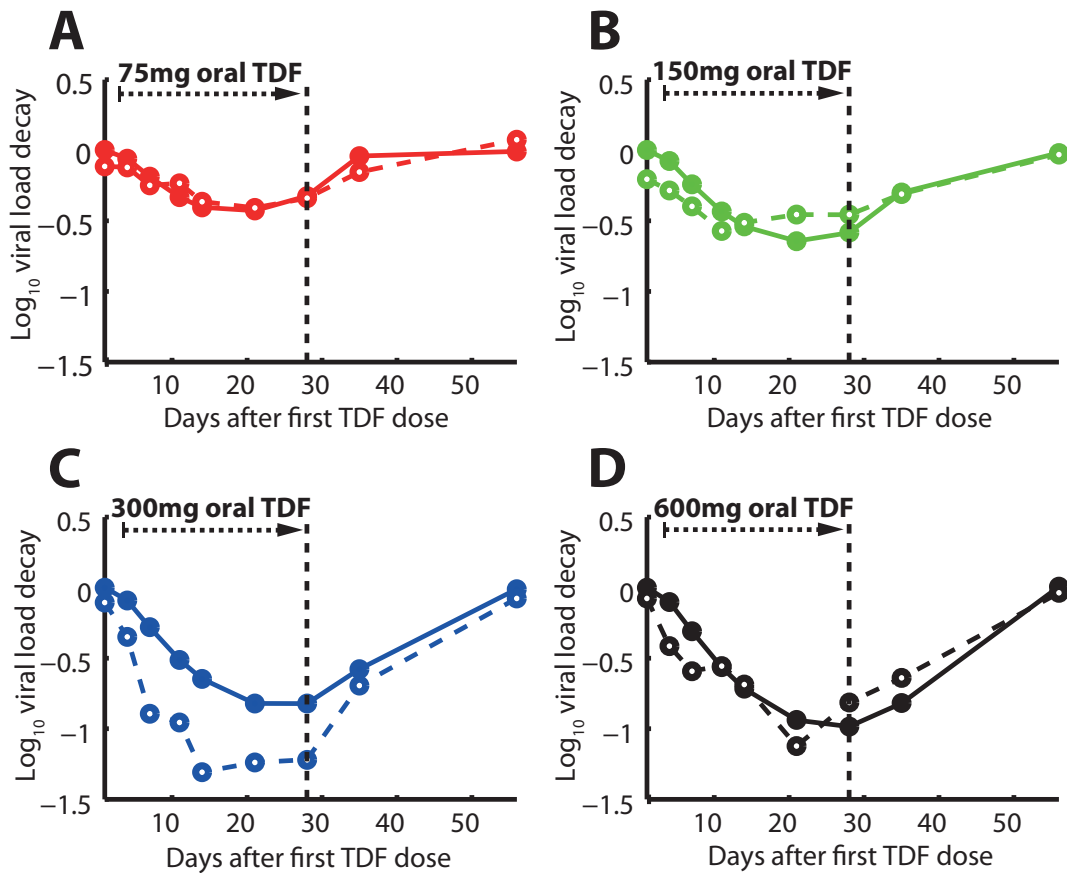 A
75mg oral TDF
Log10 viral load decay
0.5
0
−0.5
−1
−1.5
10 20 30 40 50
Days after first TDF dose
B
150mg oral TDF
Log10 viral load decay
0.5
0
−0.5
−1
−1.5
10 20 30 40 50
Days after first TDF dose
C
300mg oral TDF
Log10 viral load decay
0.5
0
−0.5
−1
−1.5
10 20 30 40 50
Days after first TDF dose
D
600mg oral TDF
Log10 viral load decay
0.5
0
−0.5
−1
−1.5
10 20 30 40 50
Days after first TDF dose